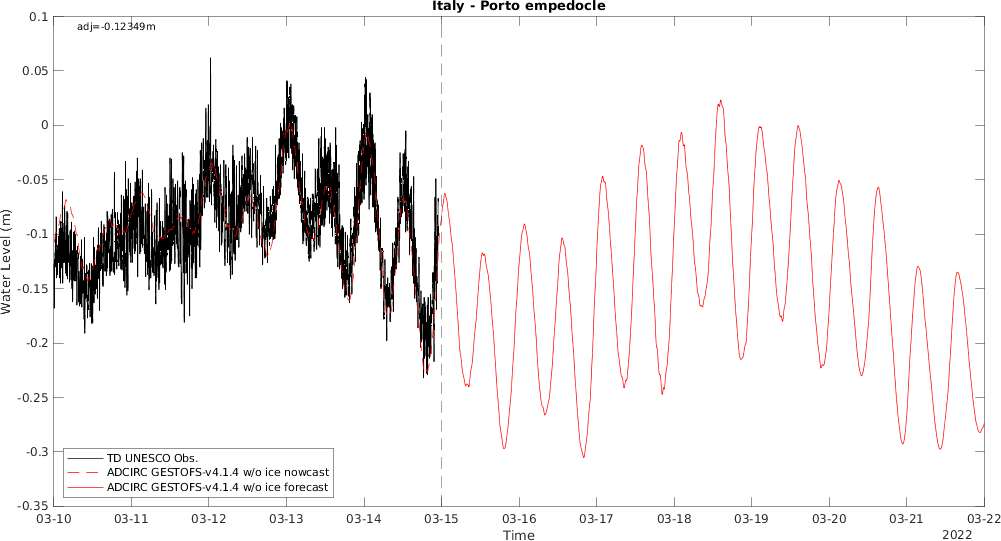 Italy - Porto empedocle
adj=-0.12349m
0.1
0.05
0
-0.05
-0.1
-0.15
-0.2
-0.25
-0.3
-0.35
Water Level (m)
TD UNESCO Obs.
ADCIRC GESTOFS-v4.1.4 w/o ice nowcast
ADCIRC GESTOFS-v4.1.4 w/o ice forecast
03-10 03-11 03-12 03-13 03-14 03-15 03-16 03-17 03-18 03-19 03-20 03-21 03-22
Time
2022